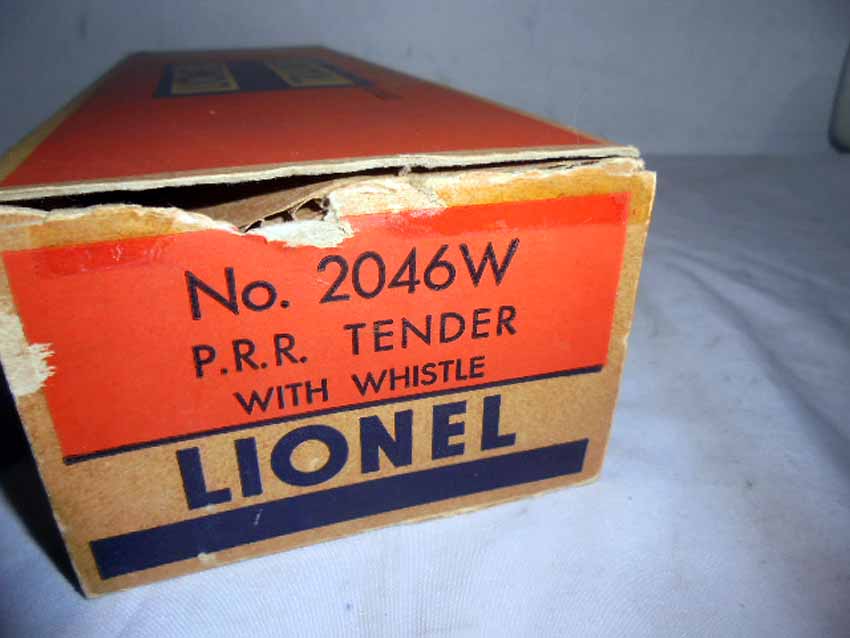 No. 2046W
P.R.R. TENDER
WITH WHISTLE
LIONEL